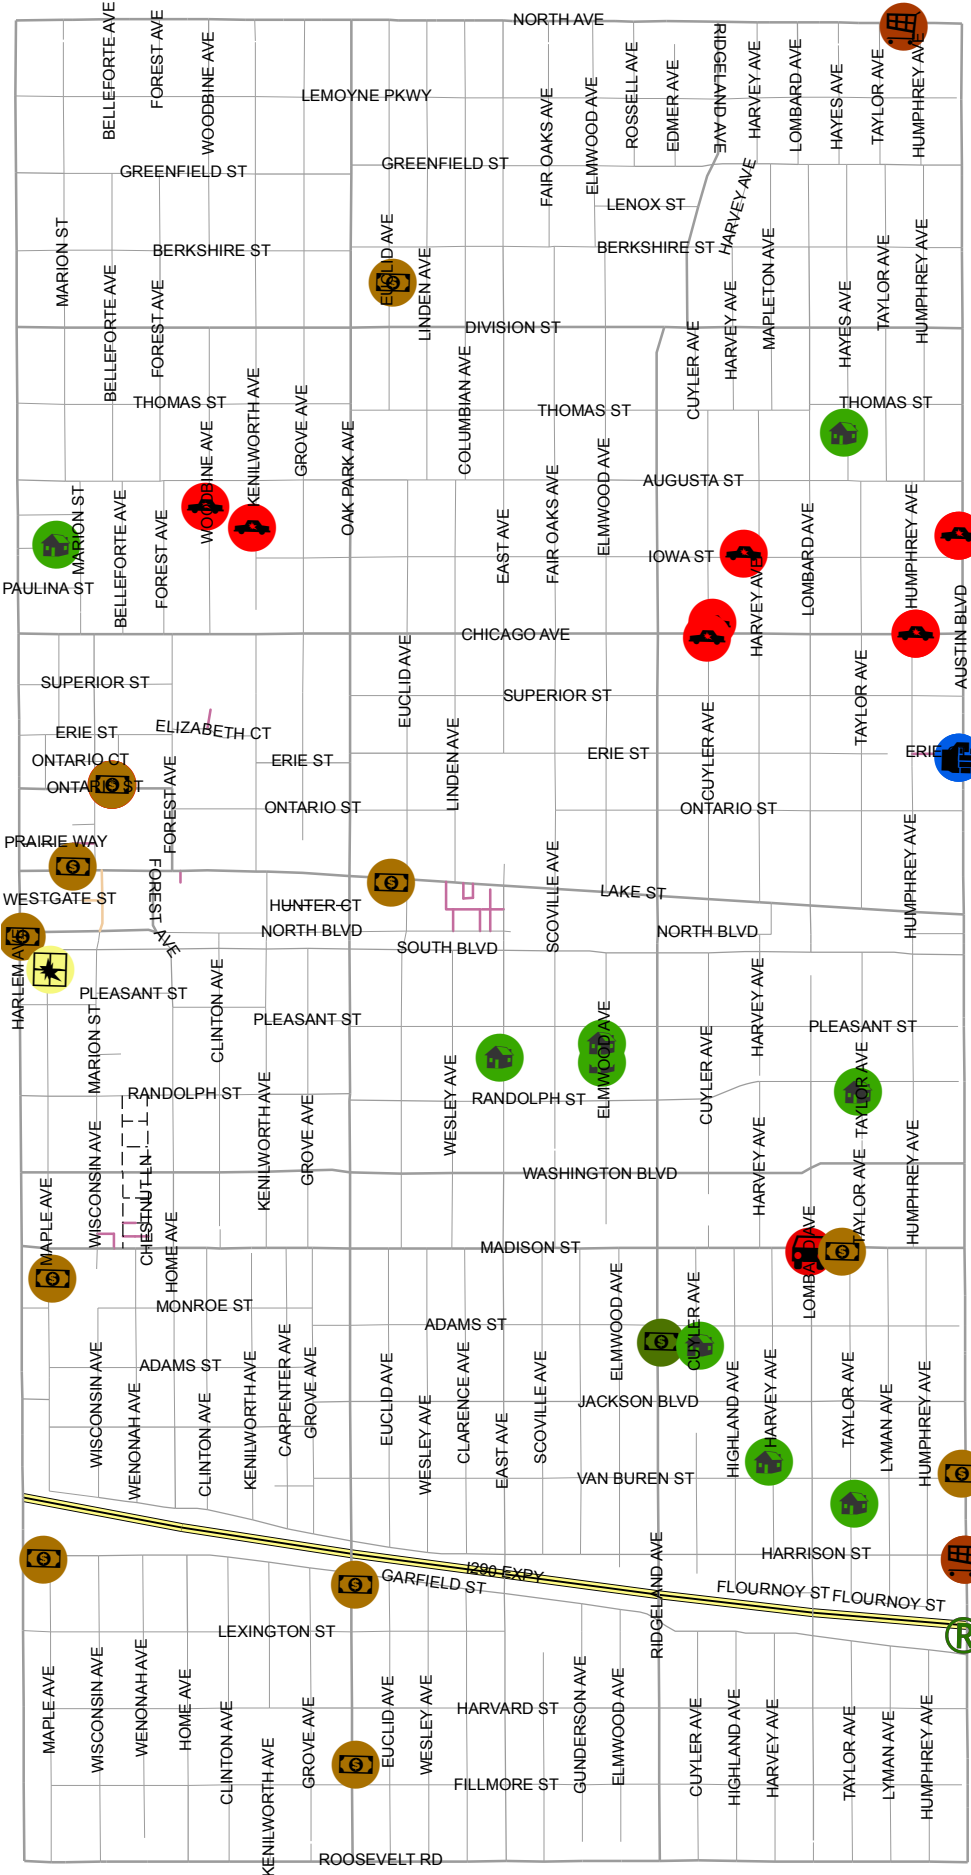 NORTH AVE
BELLEFORTE AVE
FOREST AVE
WOODBINE AVE
LEMOYNE PKWY
FAIR OAKS AVE
ELMWOOD AVE
ROSSELL AVE
EDMER AVE
RIDGELAND AVE
HARVEY AVE
LOMBARD AVE
HAYES AVE
TAYLOR AVE
HUMPHREY AVE
GREENFIELD ST
GREENFIELD ST
LENOX ST
HARVEY AVE
MARION ST
BERKSHIRE ST
EUCLID AVE
LINDEN AVE
BERKSHIRE ST
MAPLETON AVE
TAYLOR AVE
HUMPHREY AVE
BELLEFORTE AVE
FOREST AVE
DIVISION ST
CUYLER AVE
HARVEY AVE
HAYES AVE
THOMAS ST
KENILWORTH AVE
GROVE AVE
COLUMBIAN AVE
THOMAS ST
THOMAS ST
WOODBINE AVE
OAK PARK AVE
ELMWOOD AVE
AUGUSTA ST
MARION ST
BELLEFORTE AVE
FOREST AVE
EAST AVE
FAIR OAKS AVE
IOWA ST
HARVEY AVE
LOMBARD AVE
HUMPHREY AVE
PAULINA ST
CHICAGO AVE
AUSTIN BLVD
SUPERIOR ST
EUCLID AVE
SUPERIOR ST
TAYLOR AVE
ERIE ST
ELIZABETH CT
ONTARIO CT
ERIE ST
LINDEN AVE
ERIE ST
CUYLER AVE
ERIE
ONTARIO ST
FOREST AVE
ONTARIO ST
ONTARIO ST
PRAIRIE WAY
SCOVILLE AVE
HUMPHREY AVE
WESTGATE ST
FOREST AVE
HUNTER CT
LAKE ST
NORTH BLVD
NORTH BLVD
SOUTH BLVD
HARLEM AVE
PLEASANT ST
CLINTON AVE
HARVEY AVE
MARION ST
PLEASANT ST
ELMWOOD AVE
CUYLER AVE
PLEASANT ST
RANDOLPH ST
KENILWORTH AVE
GROVE AVE
WESLEY AVE
RANDOLPH ST
TAYLOR AVE
WISCONSIN AVE
CHESTNUT LN
WASHINGTON BLVD
HARVEY AVE
TAYLOR AVE
HUMPHREY AVE
MAPLE AVE
HOME AVE
MADISON ST
LOMBARD AVE
MONROE ST
ADAMS ST
ELMWOOD AVE
CUYLER AVE
WISCONSIN AVE
ADAMS ST
CARPENTER AVE
GROVE AVE
WENONAH AVE
CLINTON AVE
KENILWORTH AVE
EUCLID AVE
WESLEY AVE
CLARENCE AVE
EAST AVE
SCOVILLE AVE
JACKSON BLVD
HIGHLAND AVE
HARVEY AVE
TAYLOR AVE
LYMAN AVE
HUMPHREY AVE
VAN BUREN ST
HARRISON ST
I290 EXPY
GARFIELD ST
RIDGELAND AVE
FLOURNOY ST
FLOURNOY ST
R
LEXINGTON ST
MAPLE AVE
WISCONSIN AVE
WENONAH AVE
HOME AVE
CLINTON AVE
KENILWORTH AVE
GROVE AVE
EUCLID AVE
WESLEY AVE
HARVARD ST
GUNDERSON AVE
ELMWOOD AVE
CUYLER AVE
HIGHLAND AVE
HARVEY AVE
TAYLOR AVE
LYMAN AVE
HUMPHREY AVE
FILLMORE ST
ROOSEVELT RD